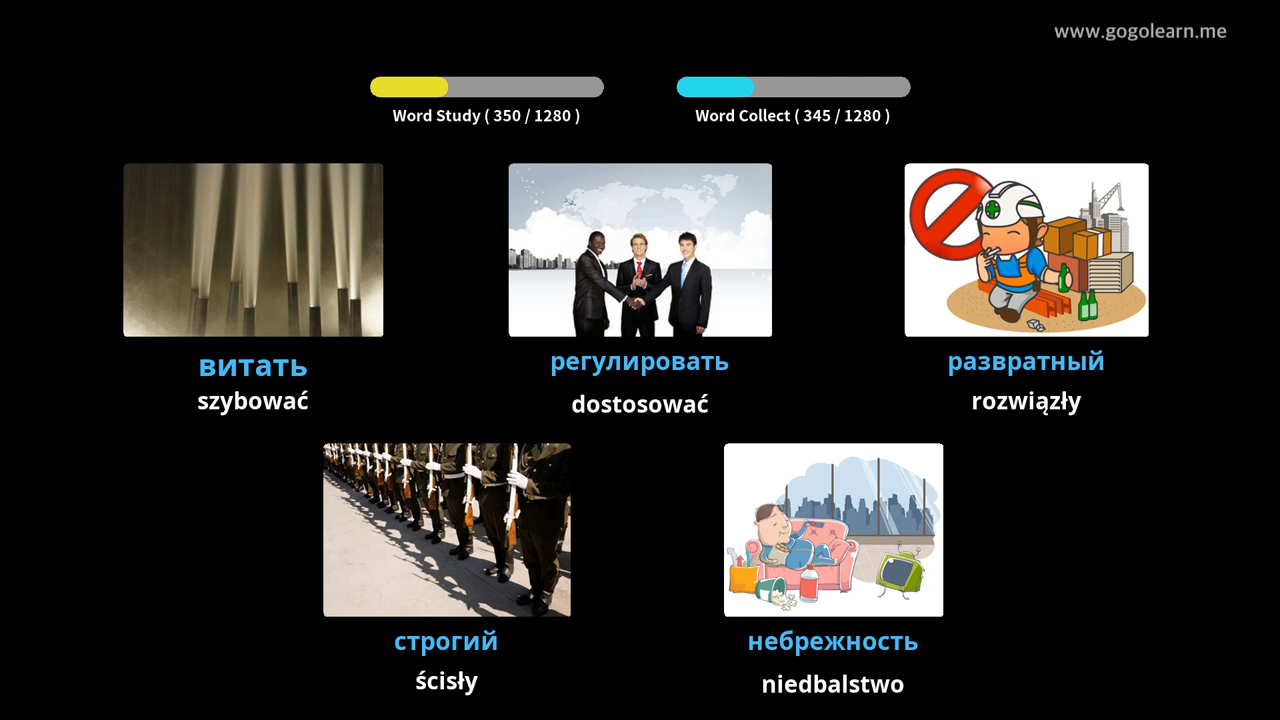 www.gogolearn.me
Word Study ( 350 / 1280 )
Word Collect ( 345 / 1280 )
витать
szybować
регулировать
dostosować
развратный
rozwiązły
строгий
ścisły
небрежность
niedbalstwo